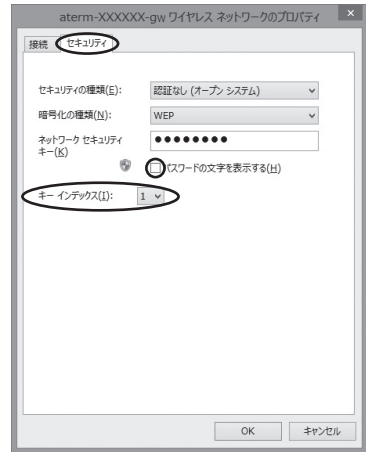 aterm-XXXXXX-gw ワイヤレス ネットワークのプロパティ ×
接続 セキュリティ
セキュリティの種類(E): 認証なし (オープン システム)
暗号化の種類(N): WEP
ネットワーク セキュリティ
キー(K) ●●●●●●●●
パスワードの文字を表示する(H)
キー インデックス(I): 1
OK キャンセル